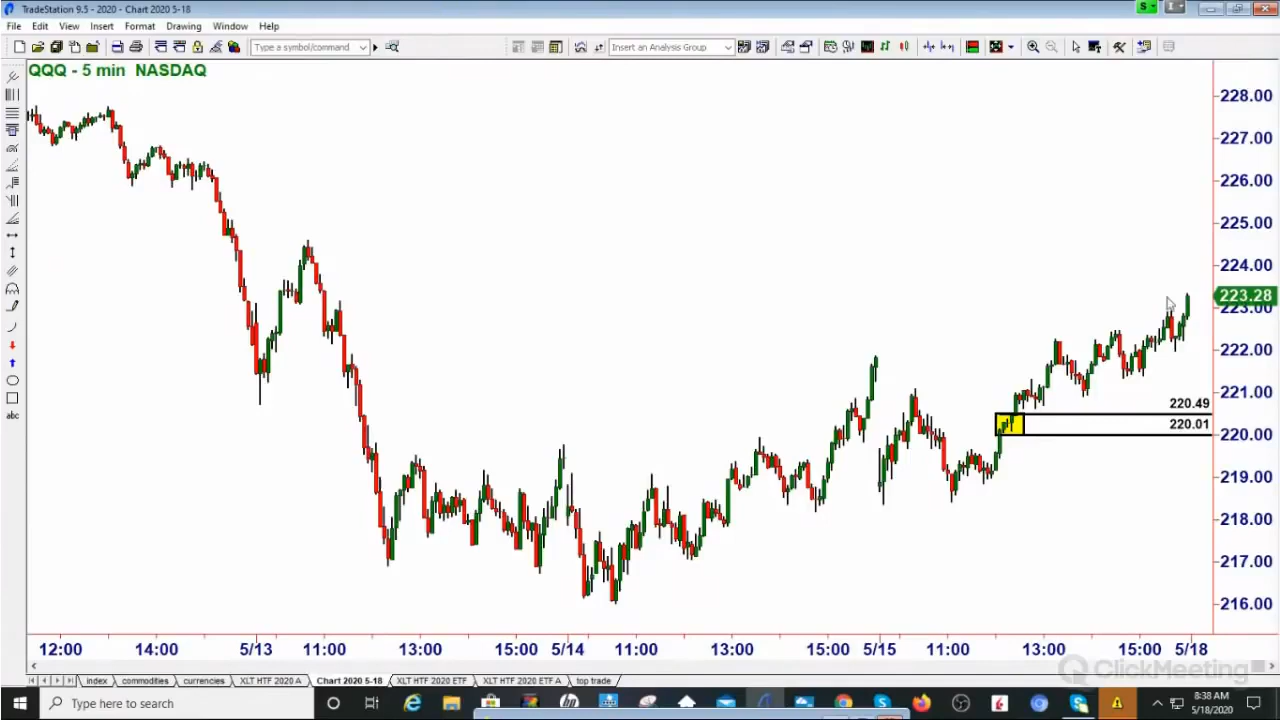 TradeStation 9.5 - 2020 - Chart 2020 5-18
File Edit View Insert Format Drawing Window Help
Type a symbol/command
Insert an Analysis Group
QQQ - 5 min NASDAQ
228.00
227.00
226.00
225.00
224.00
223.28
223.00
222.00
221.00
220.49
220.01
220.00
219.00
218.00
217.00
216.00
abc
12:00 14:00 5/13 11:00 13:00 15:00 5/14 11:00 13:00 15:00 5/15 11:00 13:00 15:00 5/18
ClickMeeting
index commodities currencies XLT HTF 2020 A Chart 2020 5-18 XLT HTF 2020 ETF XLT HTF 2020 ETF A top trade
Type here to search
8:38 AM
5/18/2020